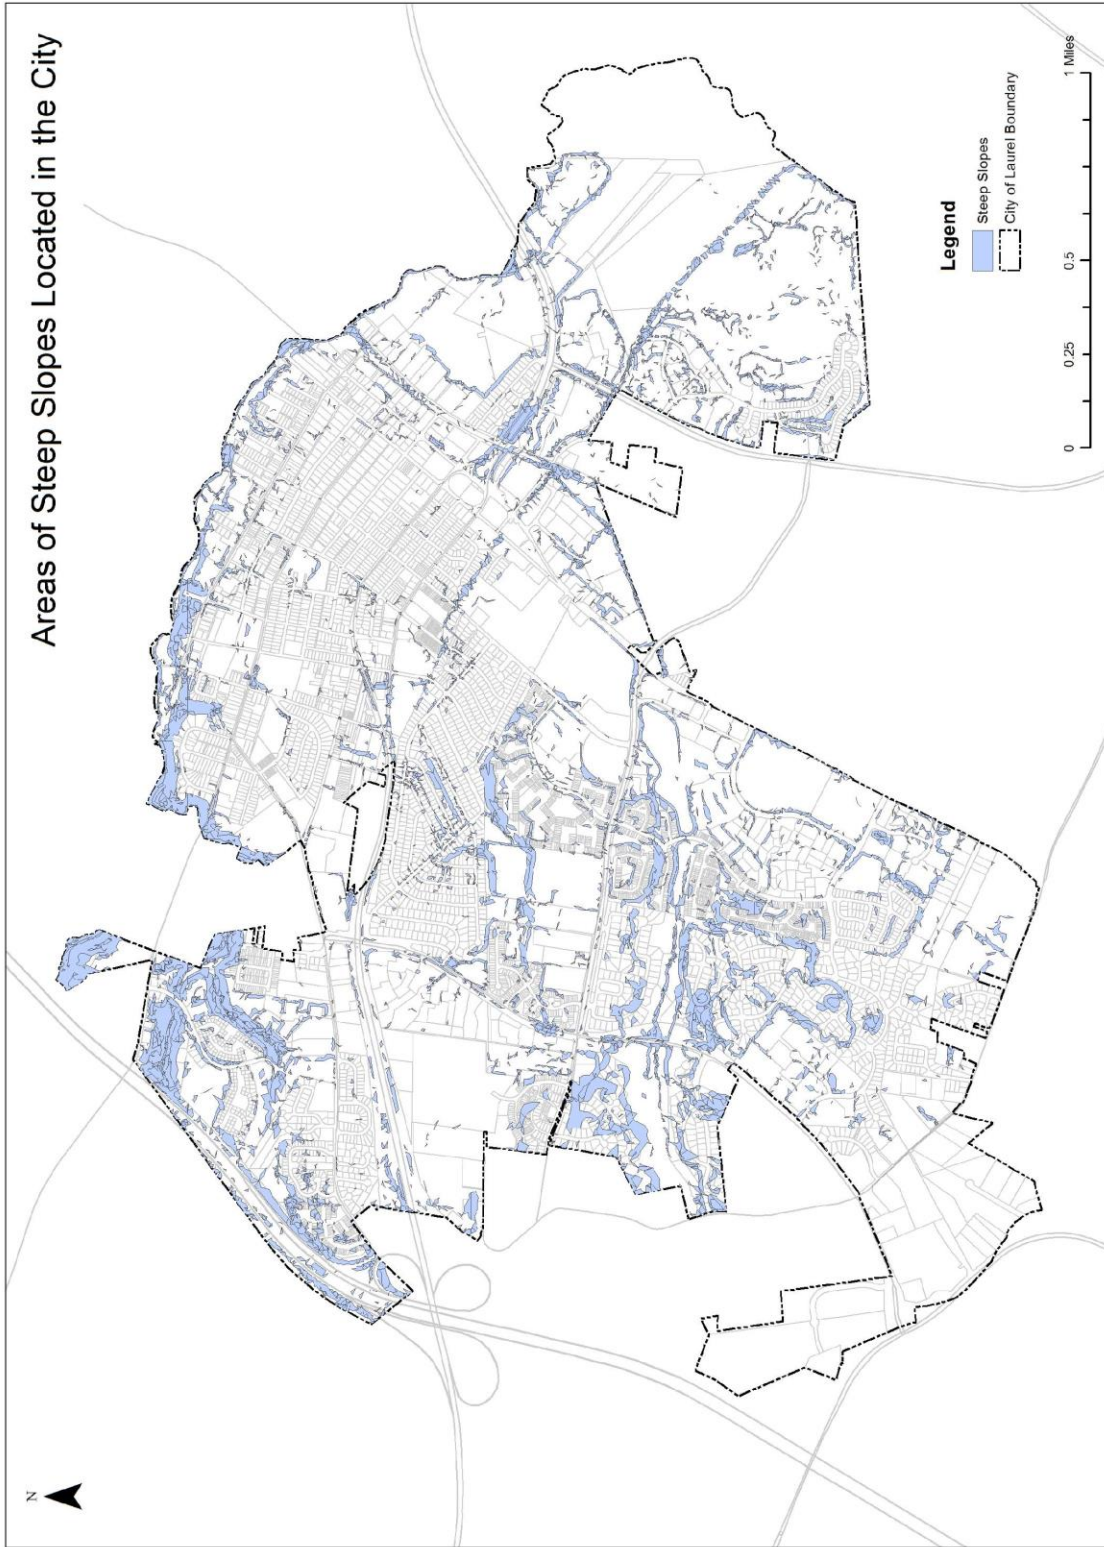 Areas of Steep Slopes Located in the City
N
Legend
Steep Slopes
City of Laurel Boundary
0 0.25 0.5 1 Miles